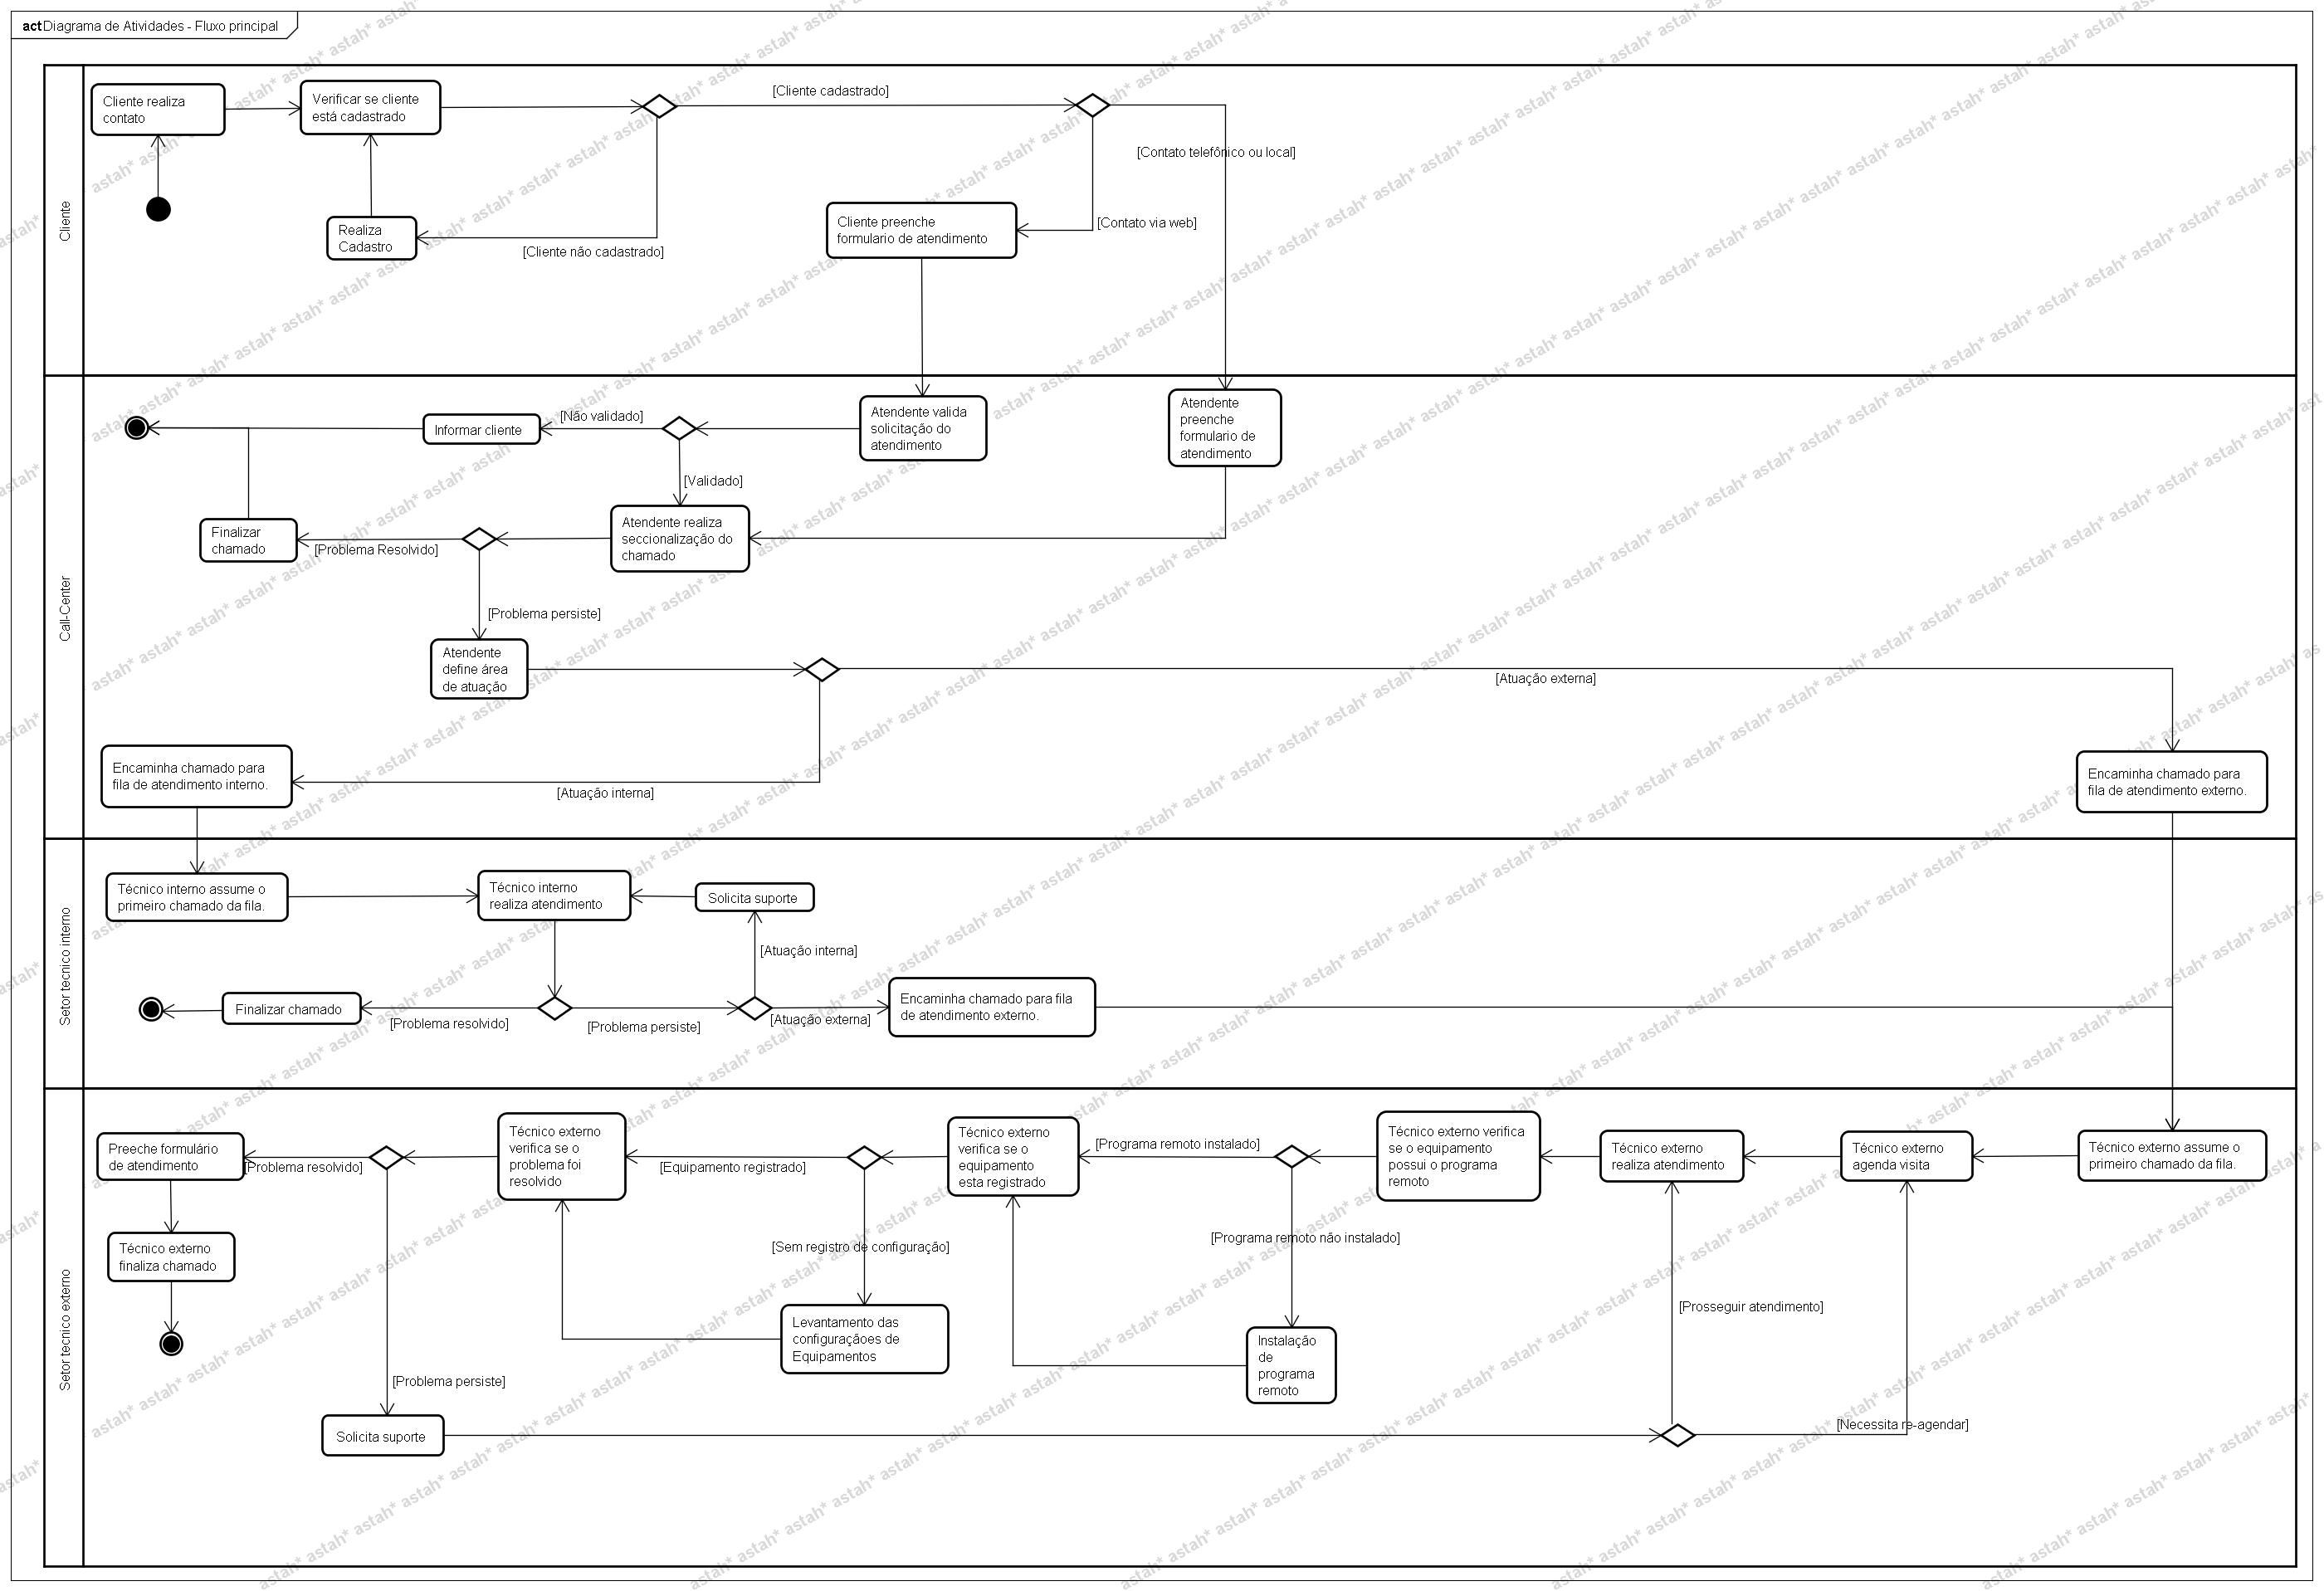 act Diagrama de Atividades - Fluxo principal
Cliente
Cliente realiza
contato
Verificar se cliente
está cadastrado
[Cliente cadastrado]
[Contato telefônico ou local]
Realiza
Cadastro
[Cliente não cadastrado]
Cliente preenche
formulario de atendimento
[Contato via web]
Call-Center
Informar cliente
[Não validado]
Atendente valida
solicitação do
atendimento
Atendente
preenche
formulario de
atendimento
[Validado]
Finalizar
chamado
[Problema Resolvido]
Atendente realiza
seccionalização do
chamado
[Problema persiste]
Atendente
define área
de atuação
[Atuação externa]
Encaminha chamado para
fila de atendimento interno.
[Atuação interna]
Encaminha chamado para
fila de atendimento externo.
Setor tecnico interno
Técnico interno assume o
primeiro chamado da fila.
Técnico interno
realiza atendimento
Solicita suporte
[Atuação interna]
Finalizar chamado
[Problema resolvido]
[Problema persiste]
[Atuação externa]
Encaminha chamado para fila
de atendimento externo.
Setor tecnico externo
Preeche formulário
de atendimento
[Problema resolvido]
Técnico externo
verifica se o
problema foi
resolvido
[Equipamento registrado]
Técnico externo
verifica se o
equipamento
esta registrado
[Programa remoto instalado]
Técnico externo verifica
se o equipamento
possui o programa
remoto
Técnico externo
realiza atendimento
Técnico externo
agenda visita
Técnico externo assume o
primeiro chamado da fila.
Técnico externo
finaliza chamado
[Sem registro de configuração]
[Programa remoto não instalado]
[Prosseguir atendimento]
Levantamento das
configuraçãoes de
Equipamentos
Instalação
de
programa
remoto
[Problema persiste]
Solicita suporte
[Necessita re-agendar]
astah* astah* astah* astah* astah* astah* astah*